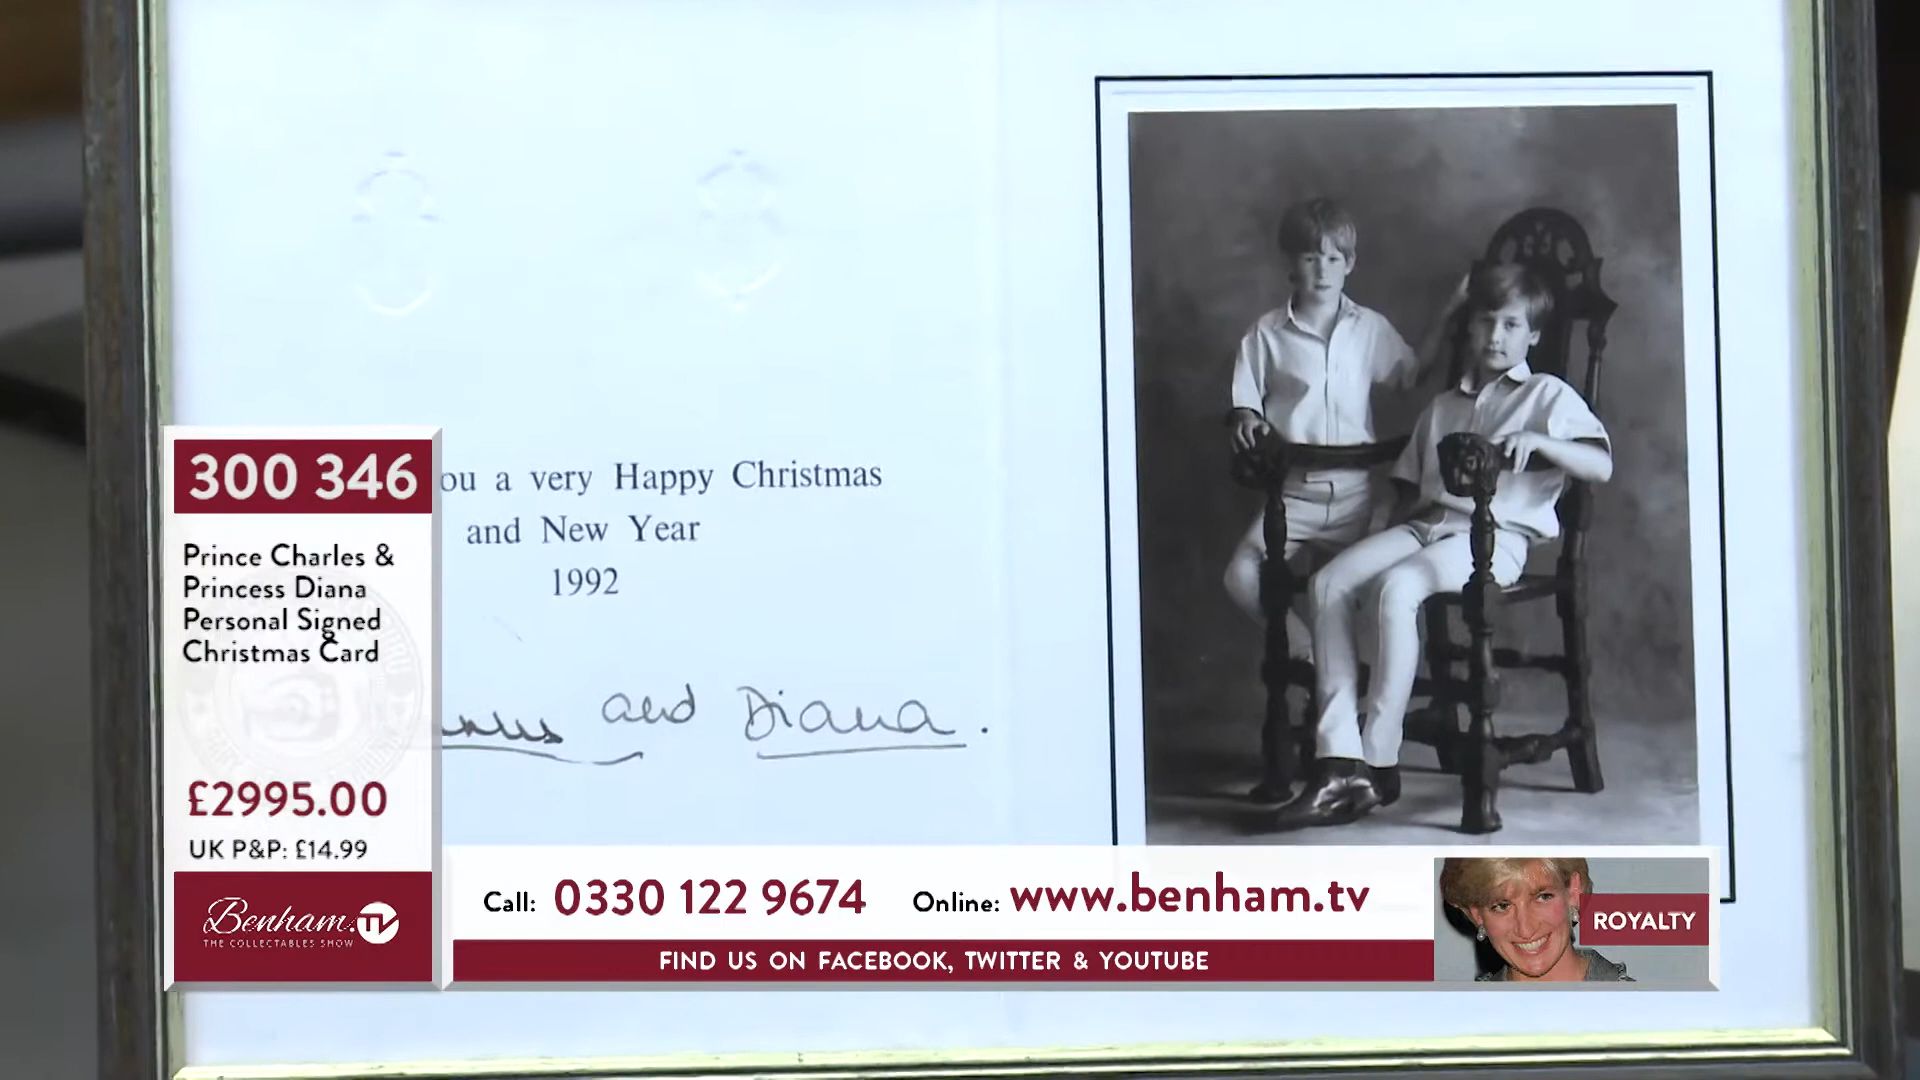 ou a very Happy Christmas
and New Year
1992
and Diana.
300 346
Prince Charles &
Princess Diana
Personal Signed
Christmas Card
£2995.00
UK P&P: £14.99
Benham.TV
THE COLLECTABLES SHOW
Call: 0330 122 9674 Online: www.benham.tv
FIND US ON FACEBOOK, TWITTER & YOUTUBE
ROYALTY